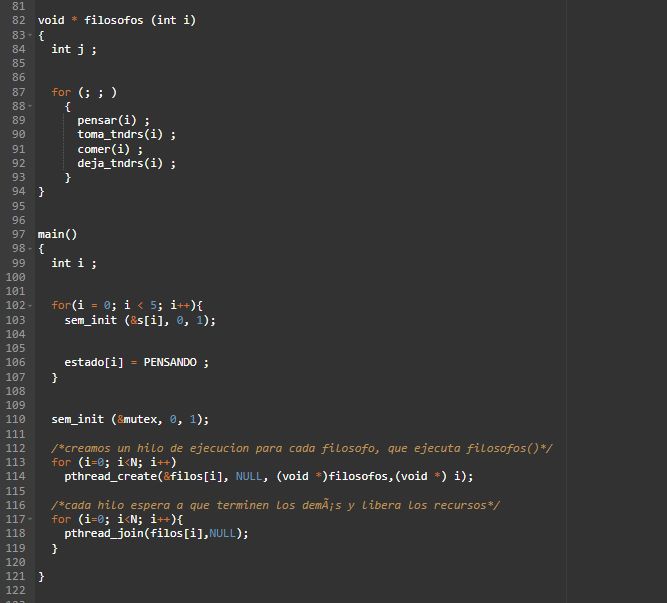 81
82 void * filosofos (int i)
83 {
84 int j ;
85
86
87 for (; ; )
88 {
89 pensar(i) ;
90 toma_tndrs(i) ;
91 comer(i) ;
92 deja_tndrs(i) ;
93 }
94 }
95
96
97 main()
98 {
99 int i ;
100
101
102 for(i = 0; i < 5; i++){
103 sem_init (&s[i], 0, 1);
104
105
106 estado[i] = PENSANDO ;
107 }
108
109
110 sem_init (&mutex, 0, 1);
111
112 /*creamos un hilo de ejecucion para cada filosofo, que ejecuta filosofos()*/
113 for (i=0; i<N; i++)
114 pthread_create(&filos[i], NULL, (void *)filosofos,(void *) i);
115
116 /*cada hilo espera a que terminen los demÃ¡s y libera los recursos*/
117 for (i=0; i<N; i++){
118 pthread_join(filos[i],NULL);
119 }
120
121 }
122